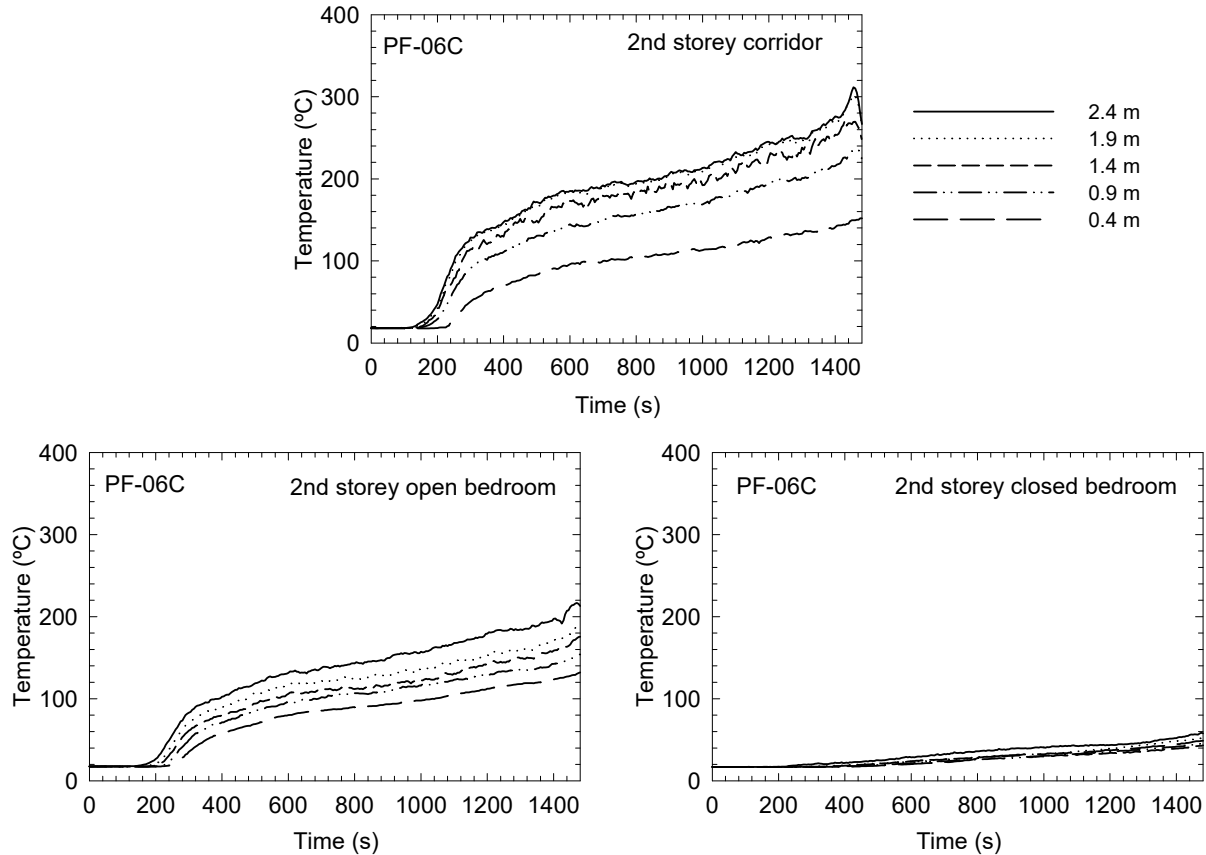 PF-06C
2nd storey corridor
Temperature (ºC)
400
300
200
100
0
0 200 400 600 800 1000 1200 1400
Time (s)
2.4 m
1.9 m
1.4 m
0.9 m
0.4 m
PF-06C
2nd storey open bedroom
Temperature (ºC)
400
300
200
100
0
0 200 400 600 800 1000 1200 1400
Time (s)
PF-06C
2nd storey closed bedroom
Temperature (ºC)
400
300
200
100
0
0 200 400 600 800 1000 1200 1400
Time (s)